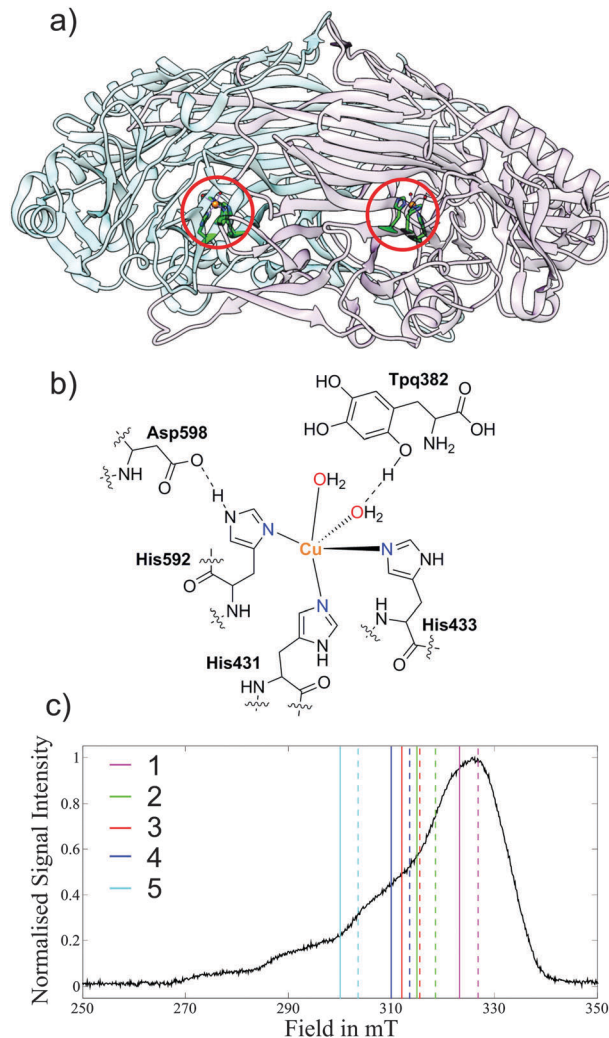 a)
b)
Tpq382
HO
O
HO
NH2
OH
O
H
Asp598
O
O
NH
H
OH2
OH2
N
N
Cu
N
NH
His592
O
NH
N
NH
His433
HN
O
His431
NH
HN
O
c)
Normalised Signal Intensity
1
0.8
0.6
0.4
0.2
0
1
2
3
4
5
250
270
290
310
330
350
Field in mT